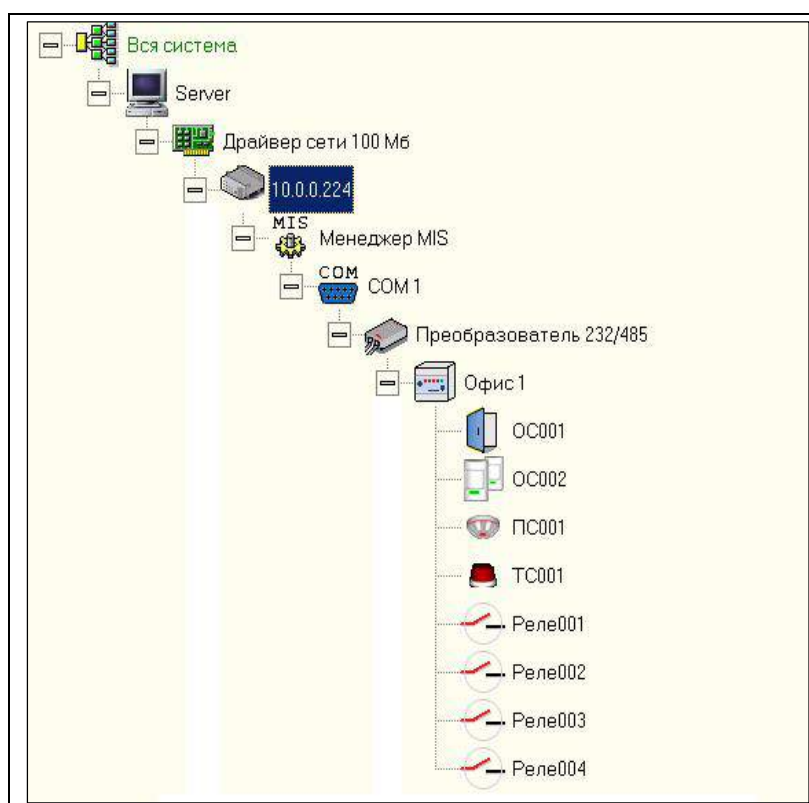 Вся система
Server
Драйвер сети 100 Мб
10.0.0.224
MIS
Менеджер MIS
COM
COM 1
Преобразователь 232/485
Офис 1
ОС001
ОС002
ПС001
ТС001
Реле001
Реле002
Реле003
Реле004